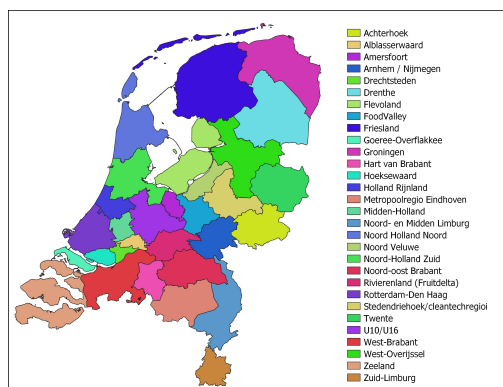 Achterhoek
Alblasserwaard
Amersfoort
Arnhem / Nijmegen
Drechtsteden
Drenthe
Flevoland
FoodValley
Friesland
Goeree-Overflakkee
Groningen
Hart van Brabant
Hoeksewaard
Holland Rijnland
Metropoolregio Eindhoven
Midden-Holland
Noord- en Midden Limburg
Noord Holland Noord
Noord Veluwe
Noord-Holland Zuid
Noord-oost Brabant
Rivierenland (Fruitdelta)
Rotterdam-Den Haag
Stedendriehoek/cleantechregioi
Twente
U10/U16
West-Brabant
West-Overijssel
Zeeland
Zuid-Limburg